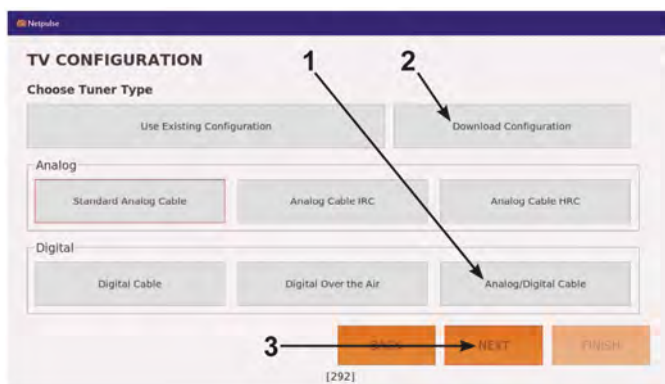 Netpulse
TV CONFIGURATION
1
2
Choose Tuner Type
Use Existing Configuration
Download Configuration
Analog
Standard Analog Cable
Analog Cable IRC
Analog Cable HRC
Digital
Digital Cable
Digital Over the Air
Analog/Digital Cable
3
BACK
NEXT
FINISH
[292]